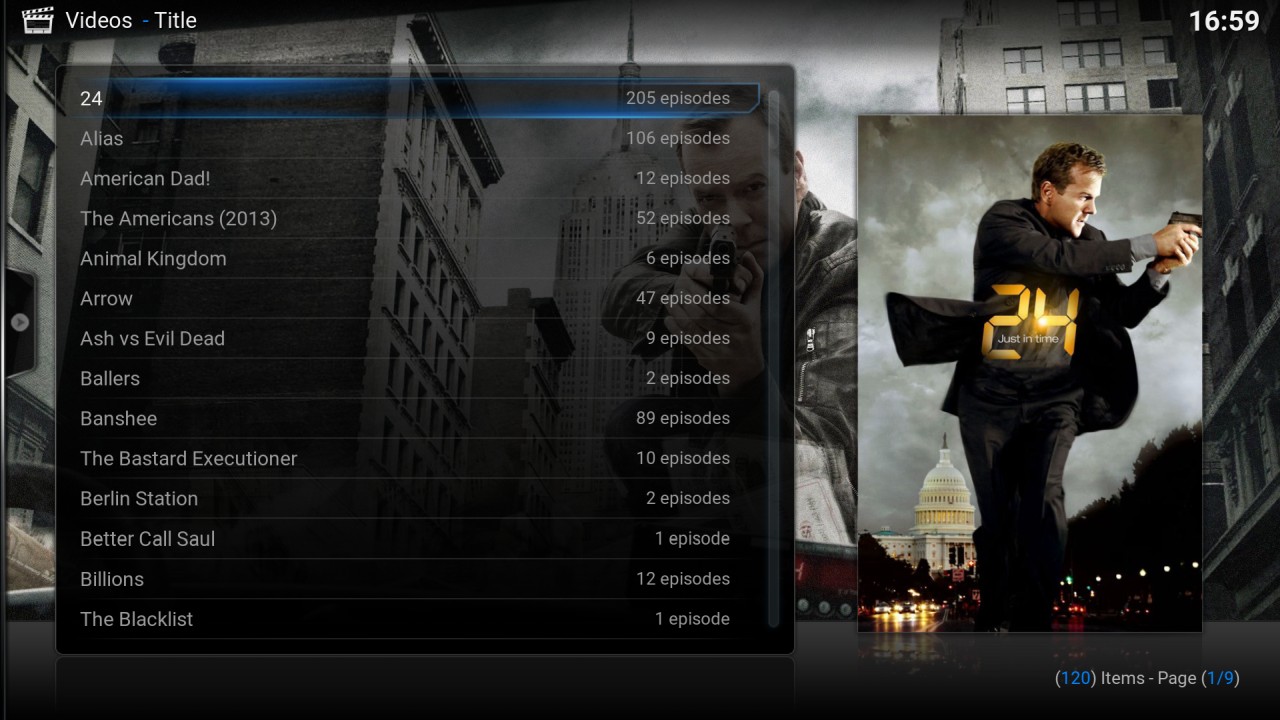 Videos - Title
16:59
24 205 episodes
Alias 106 episodes
American Dad! 12 episodes
The Americans (2013) 52 episodes
Animal Kingdom 6 episodes
Arrow 47 episodes
Ash vs Evil Dead 9 episodes
Ballers 2 episodes
Banshee 89 episodes
The Bastard Executioner 10 episodes
Berlin Station 2 episodes
Better Call Saul 1 episode
Billions 12 episodes
The Blacklist 1 episode
24
Just in time
(120) Items - Page (1/9)